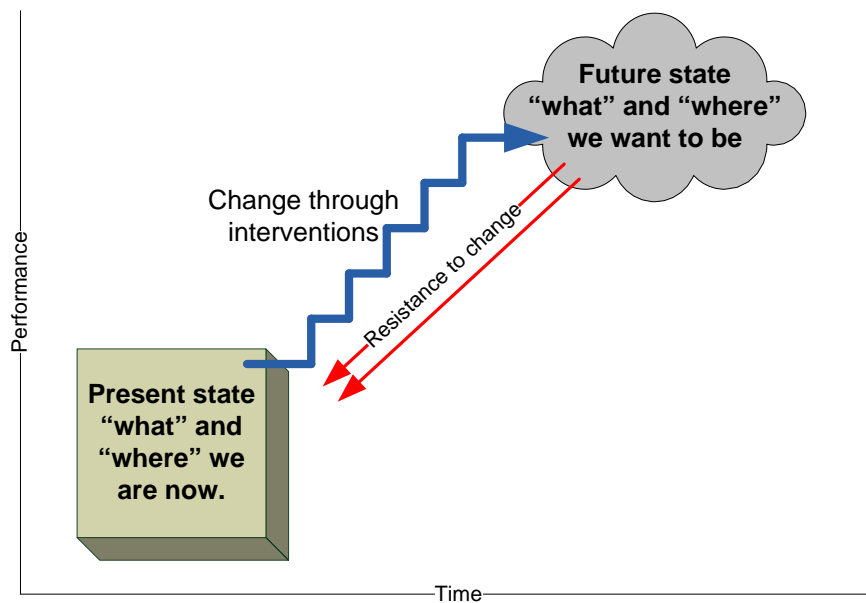 Future state
“what” and “where”
we want to be
Change through
interventions
Resistance to change
Performance
Present state
“what” and
“where” we
are now.
Time